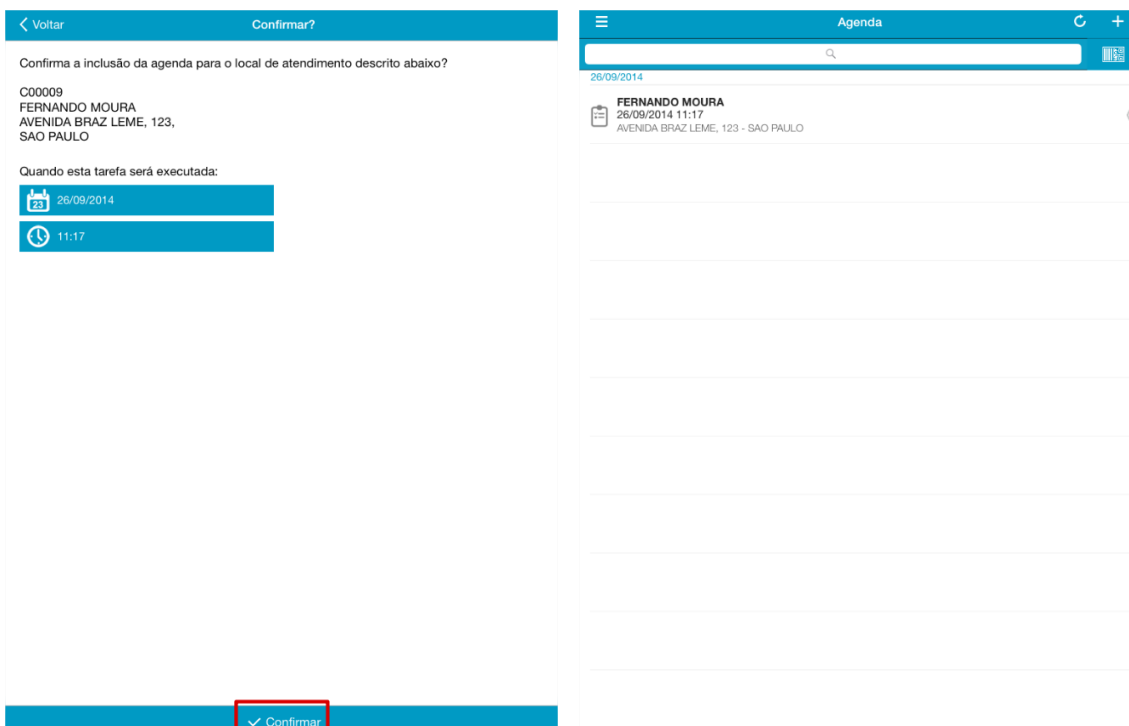 Voltar
Confirmar?
Confirma a inclusão da agenda para o local de atendimento descrito abaixo?
C00009
FERNANDO MOURA
AVENIDA BRAZ LEME, 123,
SAO PAULO
Quando esta tarefa será executada:
23
26/09/2014
11:17
Confirmar
Agenda
26/09/2014
FERNANDO MOURA
26/09/2014 11:17
AVENIDA BRAZ LEME, 123 - SAO PAULO